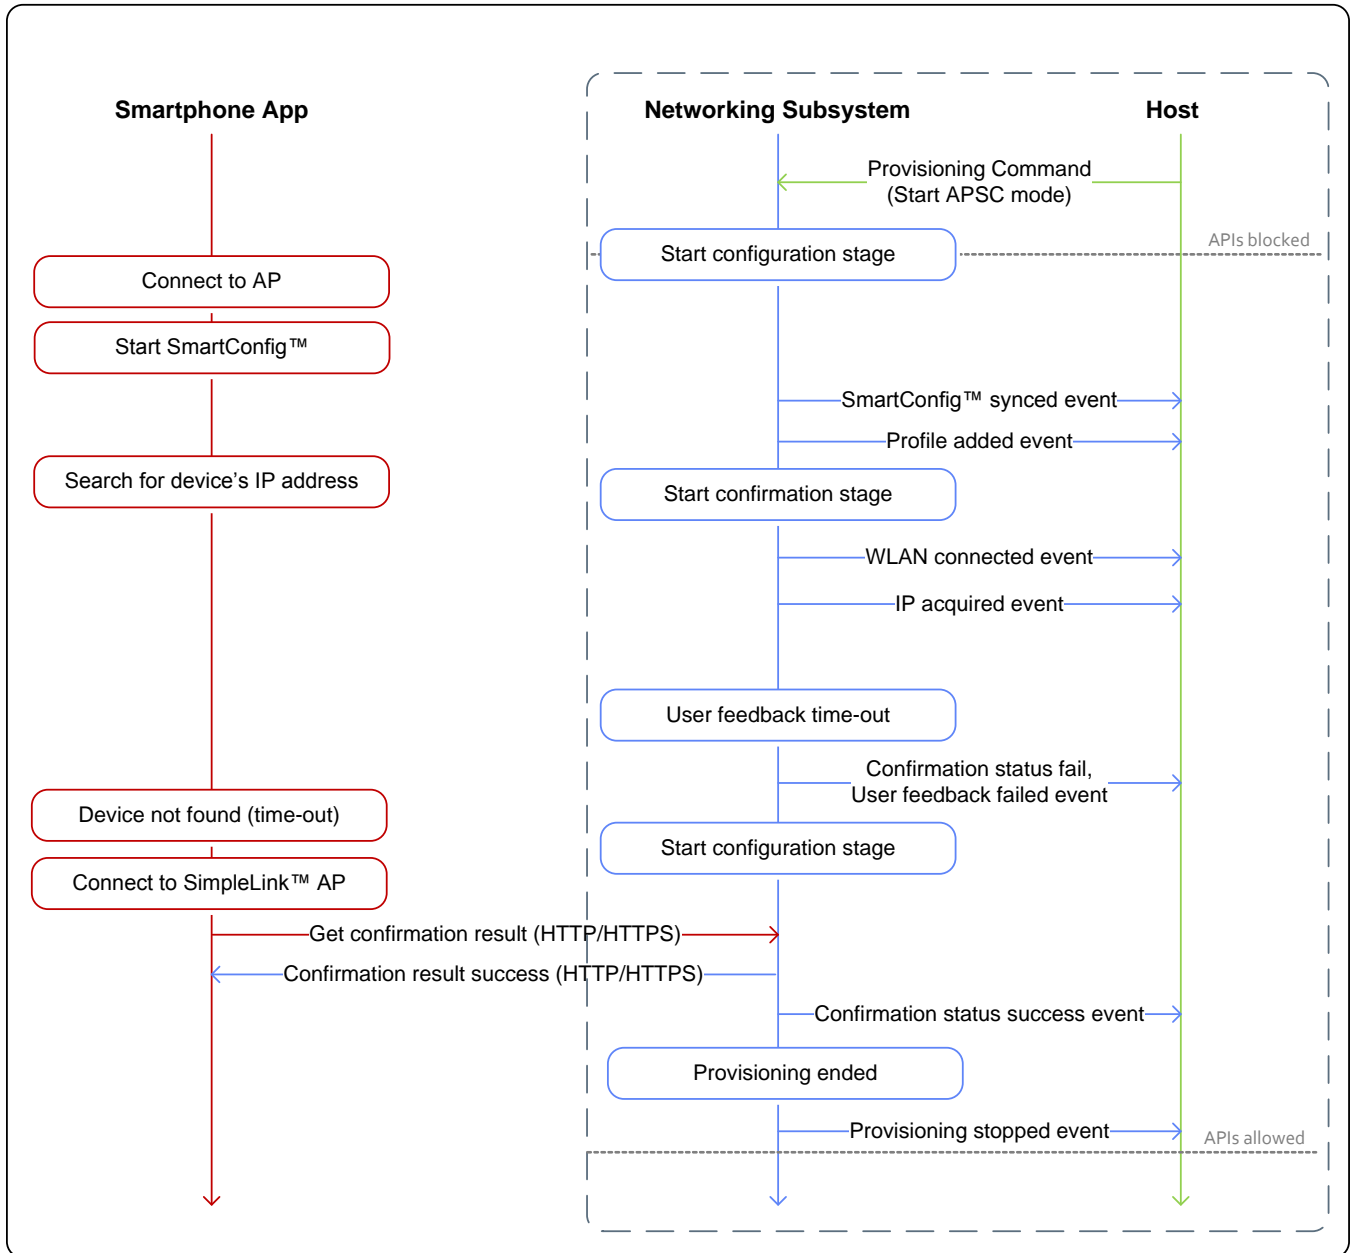 Smartphone App
Networking Subsystem
Host
Provisioning Command
(Start APSC mode)
APIs blocked
Start configuration stage
Connect to AP
Start SmartConfig™
SmartConfig™ synced event
Profile added event
Search for device’s IP address
Start confirmation stage
WLAN connected event
IP acquired event
User feedback time-out
Confirmation status fail,
User feedback failed event
Device not found (time-out)
Start configuration stage
Connect to SimpleLink™ AP
Get confirmation result (HTTP/HTTPS)
Confirmation result success (HTTP/HTTPS)
Confirmation status success event
Provisioning ended
Provisioning stopped event
APIs allowed